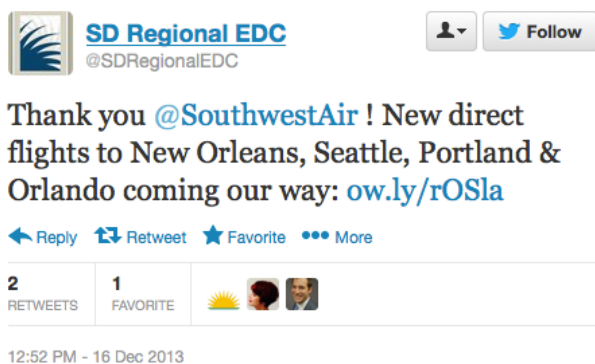 SD Regional EDC
@SDRegionalEDC
Follow
Thank you @SouthwestAir ! New direct
flights to New Orleans, Seattle, Portland &
Orlando coming our way: ow.ly/rOSla
Reply Retweet Favorite More
2 1
RETWEETS FAVORITE
12:52 PM - 16 Dec 2013